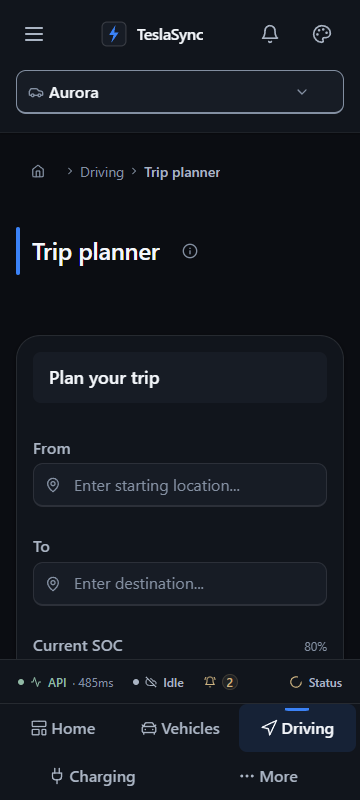 TeslaSync
Aurora
Driving
Trip planner
Trip planner
Plan your trip
From
Enter starting location...
To
Enter destination...
Current SOC 80%
API · 485ms Idle 2 Status
Home Vehicles Driving
Charging More